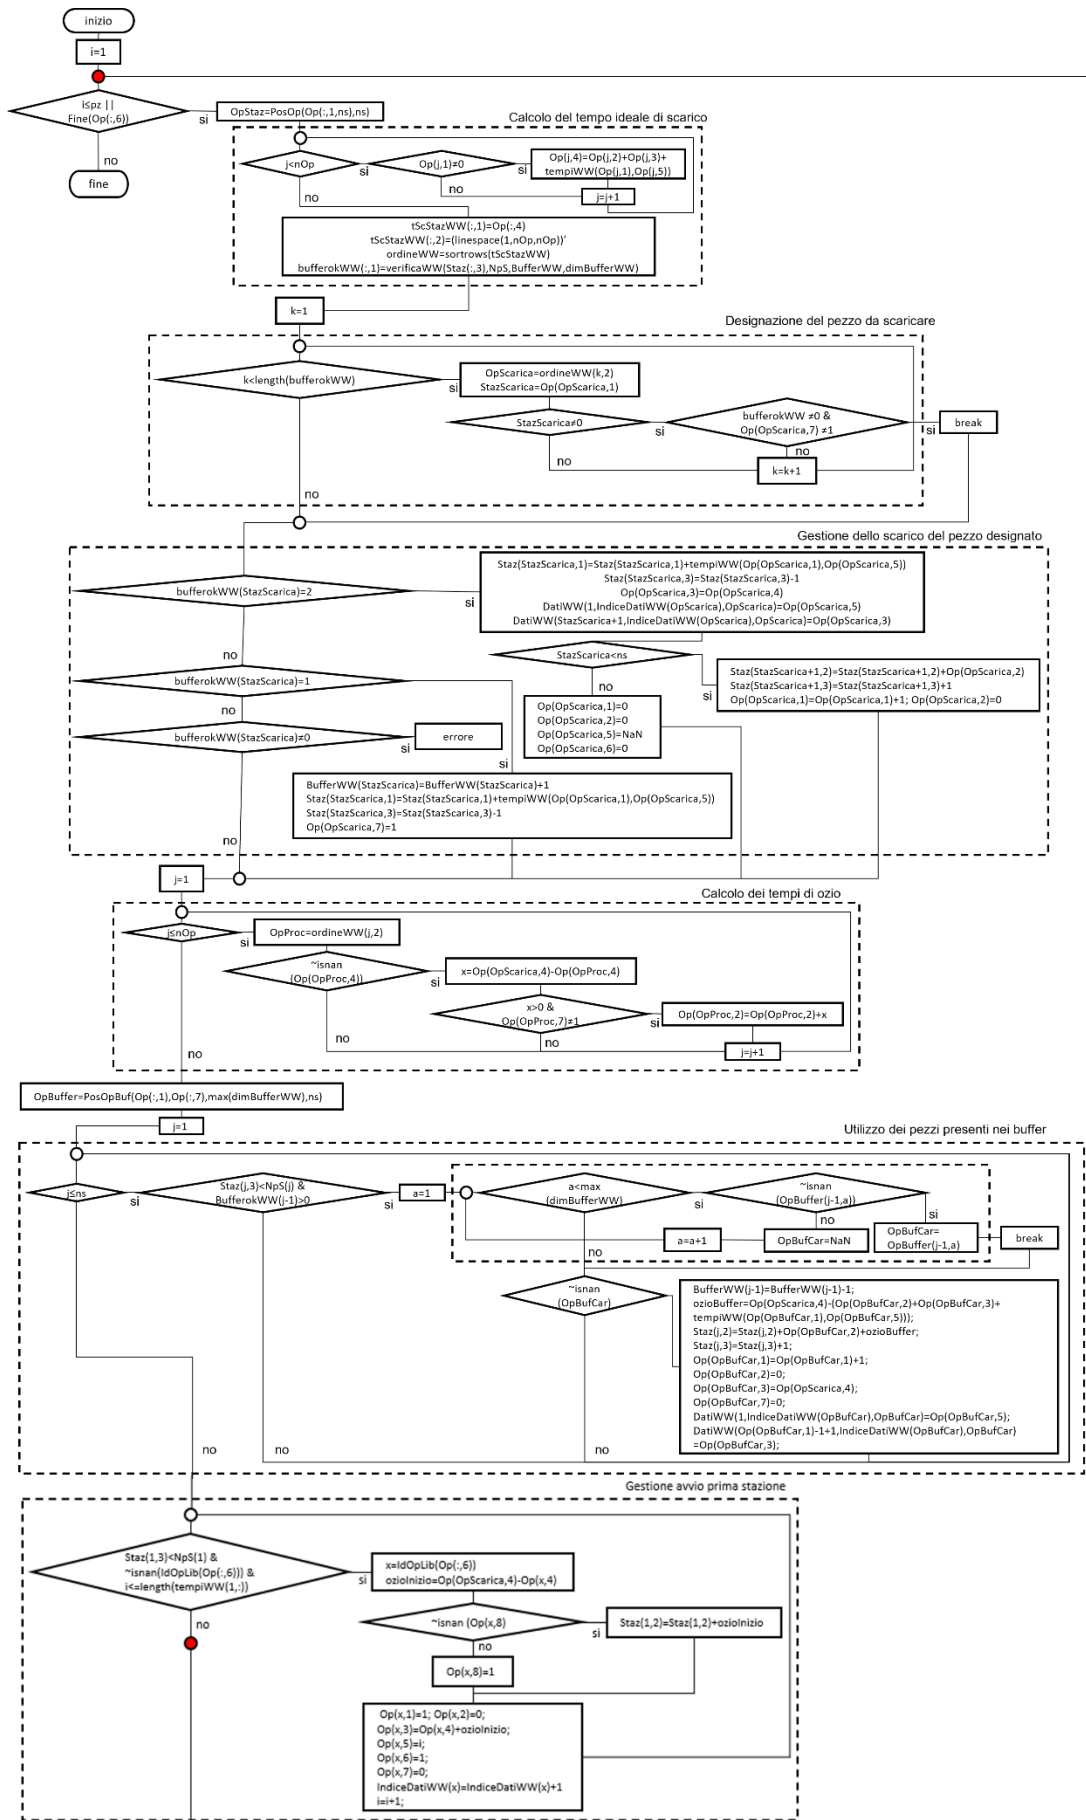 inizio
i=1
i≤pz ||
Fine(Op(:,6))
si
no
fine
OpStaz=PosOp(Op(:,1,ns),ns)
Calcolo del tempo ideale di scarico
j<nOp
si
no
Op(j,1)≠0
si
no
Op(j,4)=Op(j,2)+Op(j,3)+
tempiWW(Op(j,1),Op(j,5))
j=j+1
tScStazWW(:,1)=Op(:,4)
tScStazWW(:,2)=(linespace(1,nOp,nOp))’
ordineWW=sortrows(tScStazWW)
bufferokWW(:,1)=verificaWW(Staz(:,3),NpS,BufferWW,dimBufferWW)
k=1
Designazione del pezzo da scaricare
k<length(bufferokWW)
si
no
OpScarica=ordineWW(k,2)
StazScarica=Op(OpScarica,1)
StazScarica≠0
si
no
bufferokWW ≠0 &
Op(OpScarica,7) ≠1
si
no
break
k=k+1
Gestione dello scarico del pezzo designato
bufferokWW(StazScarica)=2
si
no
Staz(StazScarica,1)=Staz(StazScarica,1)+tempiWW(Op(OpScarica,1),Op(OpScarica,5))
Staz(StazScarica,3)=Staz(StazScarica,3)-1
Op(OpScarica,3)=Op(OpScarica,4)
DatiWW(1,IndiceDatiWW(OpScarica),OpScarica)=Op(OpScarica,5)
DatiWW(StazScarica+1,IndiceDatiWW(OpScarica),OpScarica)=Op(OpScarica,3)
StazScarica<ns
si
no
Staz(StazScarica+1,2)=Staz(StazScarica+1,2)+Op(OpScarica,2)
Staz(StazScarica+1,3)=Staz(StazScarica+1,3)+1
Op(OpScarica,1)=Op(OpScarica,1)+1; Op(OpScarica,2)=0
bufferokWW(StazScarica)=1
si
no
Op(OpScarica,1)=0
Op(OpScarica,2)=0
Op(OpScarica,5)=NaN
Op(OpScarica,6)=0
bufferokWW(StazScarica)≠0
si
no
errore
BufferWW(StazScarica)=BufferWW(StazScarica)+1
Staz(StazScarica,1)=Staz(StazScarica,1)+tempiWW(Op(OpScarica,1),Op(OpScarica,5))
Staz(StazScarica,3)=Staz(StazScarica,3)-1
Op(OpScarica,7)=1
j=1
Calcolo dei tempi di ozio
j≤nOp
si
no
OpProc=ordineWW(j,2)
~isnan
(Op(OpProc,4))
si
no
x=Op(OpScarica,4)-Op(OpProc,4)
x>0 &
Op(OpProc,7)≠1
si
no
Op(OpProc,2)=Op(OpProc,2)+x
j=j+1
OpBuffer=PosOpBuf(Op(:,1),Op(:,7),max(dimBufferWW),ns)
j=1
Utilizzo dei pezzi presenti nei buffer
j≤ns
si
no
Staz(j,3)<NpS(j) &
BufferokWW(j-1)>0
si
no
a=1
a<max
(dimBufferWW)
si
no
~isnan
(OpBuffer(j-1,a))
si
no
OpBufCar=
OpBuffer(j-1,a)
break
a=a+1
OpBufCar=NaN
~isnan
(OpBufCar)
no
BufferWW(j-1)=BufferWW(j-1)-1;
ozioBuffer=Op(OpScarica,4)-(Op(OpBufCar,2)+Op(OpBufCar,3)+
tempiWW(Op(OpBufCar,1),Op(OpBufCar,5)));
Staz(j,2)=Staz(j,2)+Op(OpBufCar,2)+ozioBuffer;
Staz(j,3)=Staz(j,3)+1;
Op(OpBufCar,1)=Op(OpBufCar,1)+1;
Op(OpBufCar,2)=0;
Op(OpBufCar,3)=Op(OpScarica,4);
Op(OpBufCar,7)=0;
DatiWW(1,IndiceDatiWW(OpBufCar),OpBufCar)=Op(OpBufCar,5);
DatiWW(Op(OpBufCar,1)-1+1,IndiceDatiWW(OpBufCar),OpBufCar)
=Op(OpBufCar,3);
Gestione avvio prima stazione
Staz(1,3)<NpS(1) &
~isnan(IdOpLib(Op(:,6))) &
i<=length(tempiWW(1,:))
si
no
x=IdOpLib(Op(:,6))
ozioInizio=Op(OpScarica,4)-Op(x,4)
~isnan (Op(x,8)
si
no
Staz(1,2)=Staz(1,2)+ozioInizio
Op(x,8)=1
Op(x,1)=1; Op(x,2)=0;
Op(x,3)=Op(x,4)+ozioInizio;
Op(x,5)=i;
Op(x,6)=1;
Op(x,7)=0;
IndiceDatiWW(x)=IndiceDatiWW(x)+1
i=i+1;